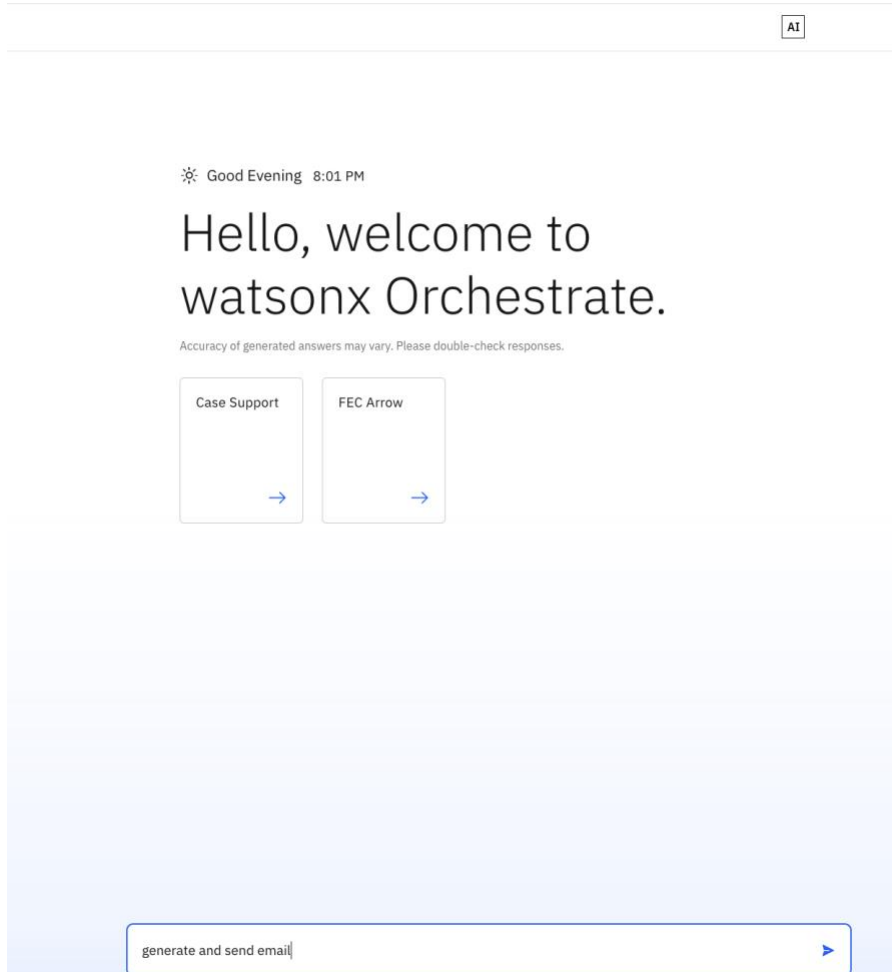 AI
Good Evening 8:01 PM
Hello, welcome to
watsonx Orchestrate.
Accuracy of generated answers may vary. Please double-check responses.
Case Support
FEC Arrow
generate and send email